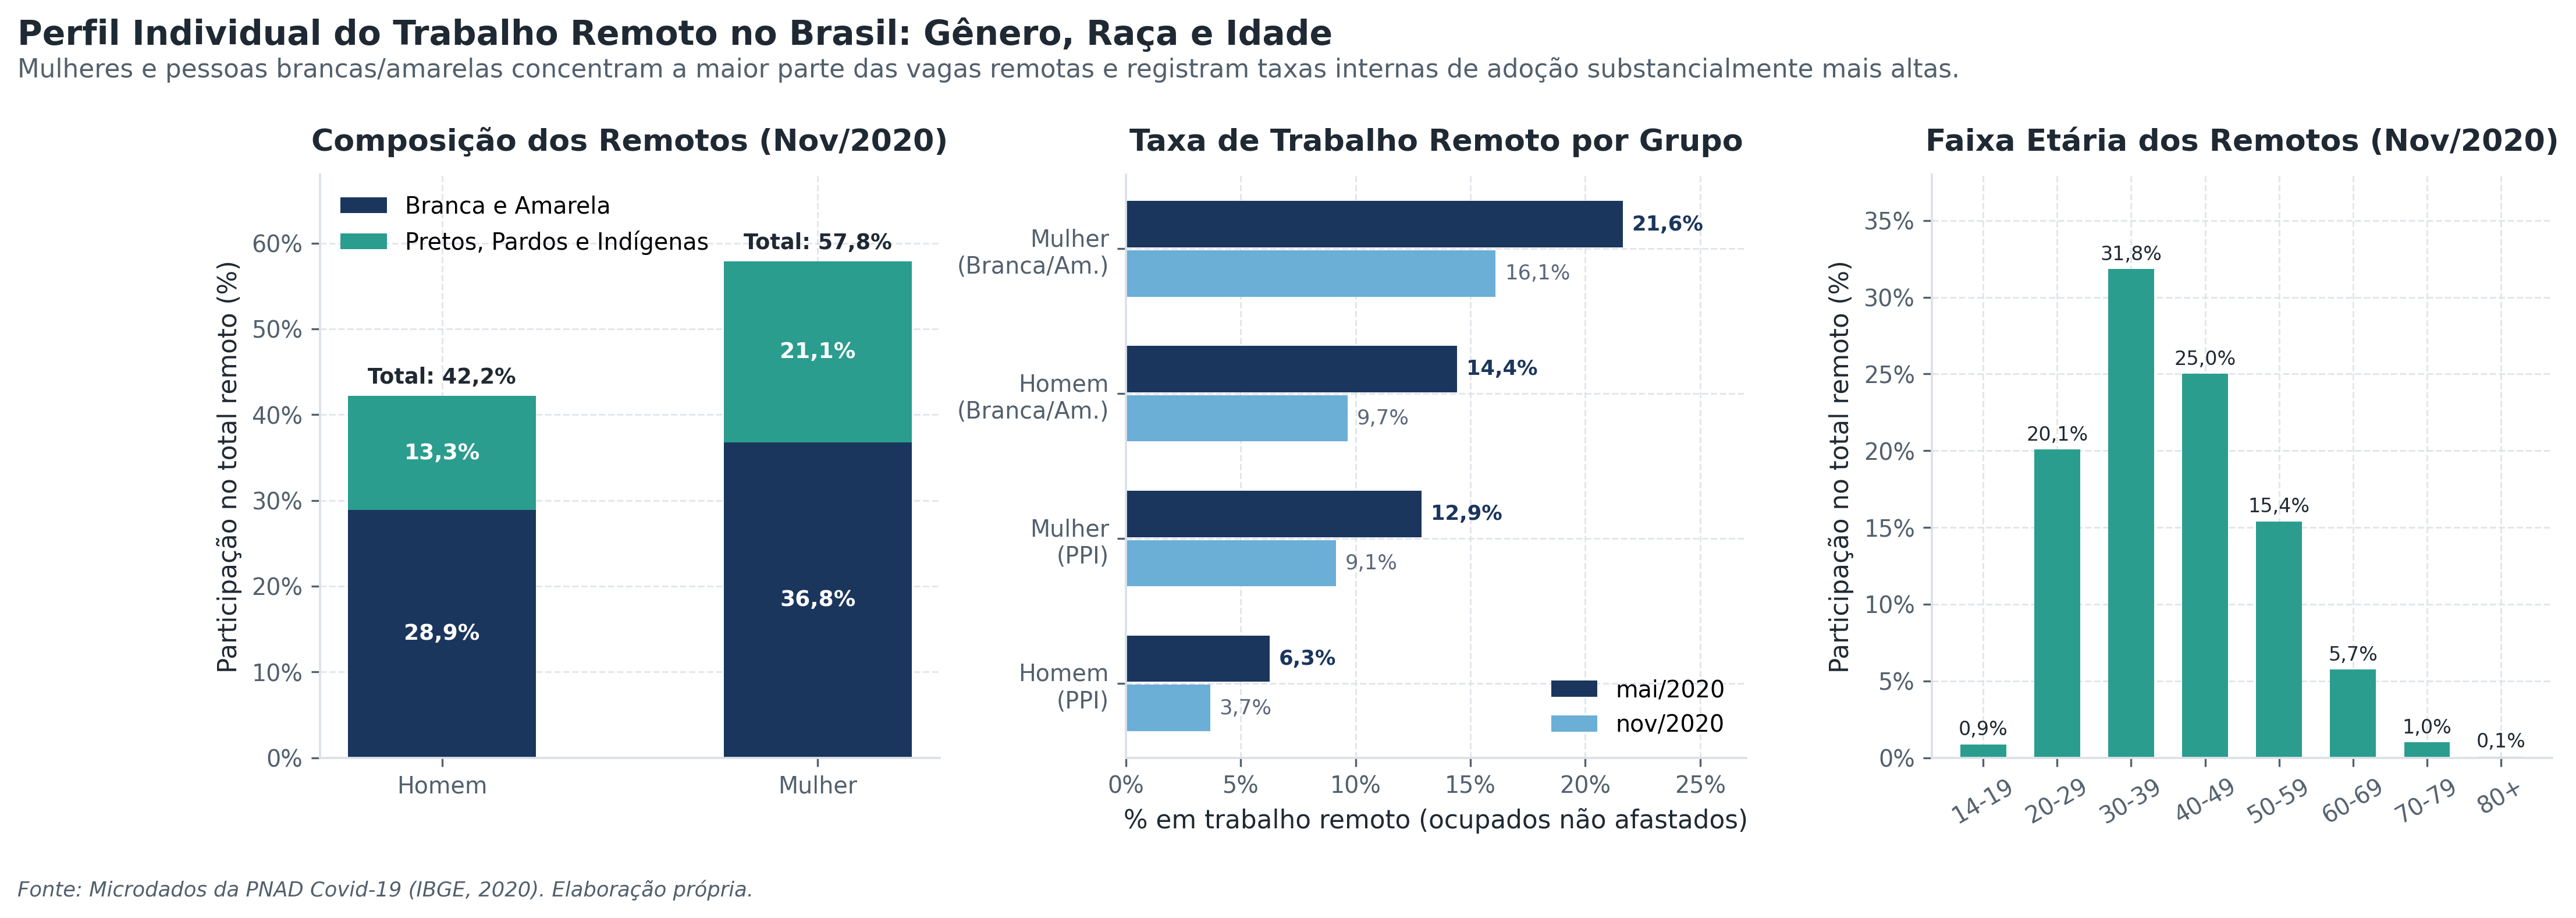 Perfil Individual do Trabalho Remoto no Brasil: Gênero, Raça e Idade
Mulheres e pessoas brancas/amarelas concentram a maior parte das vagas remotas e registram taxas internas de adoção substancialmente mais altas.
Composição dos Remotos (Nov/2020)
Participação no total remoto (%)
60%
50%
40%
30%
20%
10%
0%
Branca e Amarela
Pretos, Pardos e Indígenas
Total: 42,2%
13,3%
28,9%
Total: 57,8%
21,1%
36,8%
Homem
Mulher
Taxa de Trabalho Remoto por Grupo
Mulher
(Branca/Am.)
21,6%
16,1%
Homem
(Branca/Am.)
14,4%
9,7%
Mulher
(PPI)
12,9%
9,1%
Homem
(PPI)
6,3%
3,7%
mai/2020
nov/2020
0%
5%
10%
15%
20%
25%
% em trabalho remoto (ocupados não afastados)
Faixa Etária dos Remotos (Nov/2020)
Participação no total remoto (%)
35%
30%
25%
20%
15%
10%
5%
0%
0,9%
20,1%
31,8%
25,0%
15,4%
5,7%
1,0%
0,1%
14-19
20-29
30-39
40-49
50-59
60-69
70-79
80+
Fonte: Microdados da PNAD Covid-19 (IBGE, 2020). Elaboração própria.